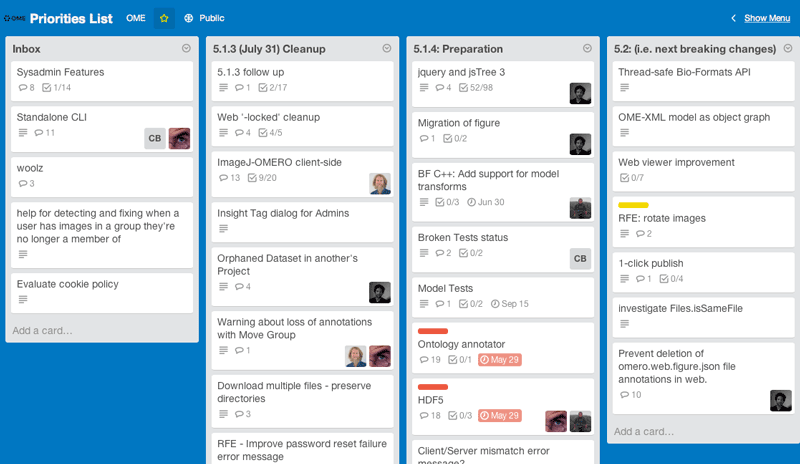 OME Priorities List OME Public Show Menu
Inbox
Sysadmin Features
8 1/14
Standalone CLI
11 CB
woolz
3
help for detecting and fixing when a
user has images in a group they're
no longer a member of
Evaluate cookie policy
Add a card...
5.1.3 (July 31) Cleanup
5.1.3 follow up
1 2/17
Web '-locked' cleanup
4 4/5
ImageJ-OMERO client-side
13 9/20
Insight Tag dialog for Admins
Orphaned Dataset in another's
Project
4
Warning about loss of annotations
with Move Group
1
Download multiple files - preserve
directories
3
RFE - Improve password reset failure
error message
5.1.4: Preparation
jquery and jsTree 3
4 52/98
Migration of figure
1 0/2
BF C++: Add support for model
transforms
0/3 Jun 30
Broken Tests status
2 0/2 CB
Model Tests
1 0/2 Sep 15
Ontology annotator
19 0/1 May 29
HDF5
18 0/3 May 29
Client/Server mismatch error
message?
5.2: (i.e. next breaking changes)
Thread-safe Bio-Formats API
OME-XML model as object graph
Web viewer improvement
0/7
RFE: rotate images
2
1-click publish
1 0/4
investigate Files.isSameFile
Prevent deletion of
omero.web.figure.json file
annotations in web.
10
Add a card...